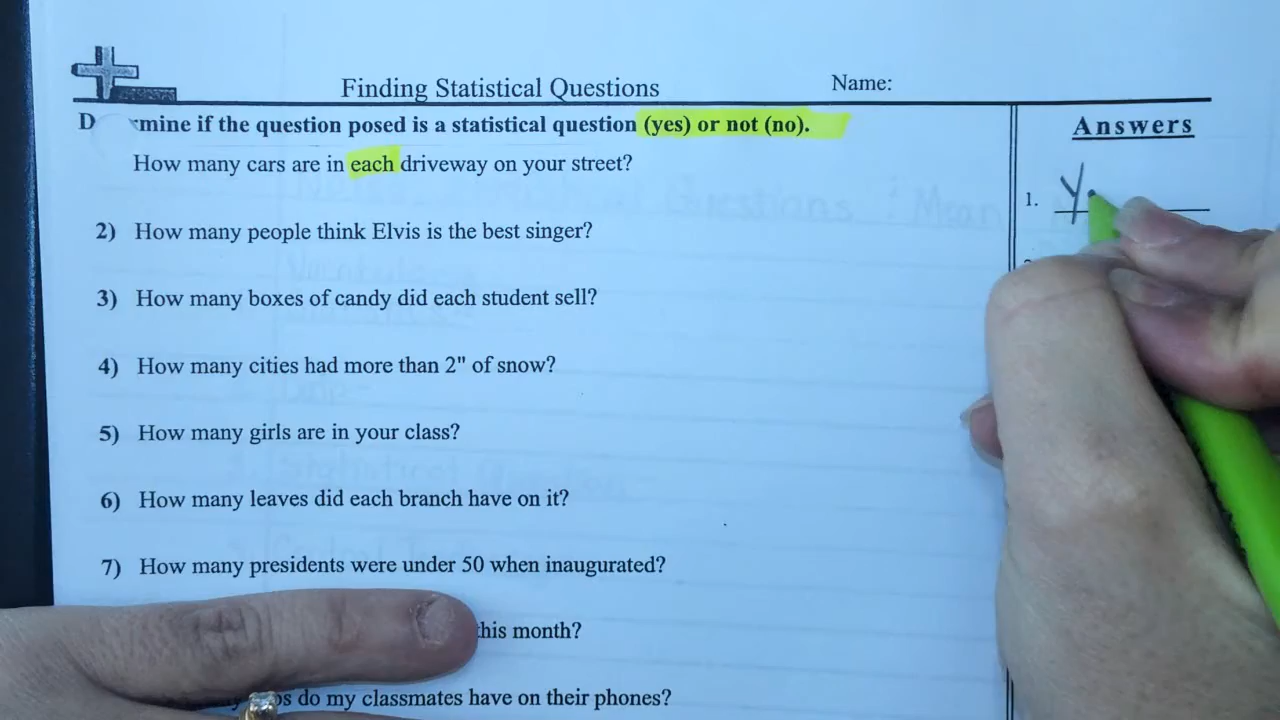 Finding Statistical Questions Name:
mine if the question posed is a statistical question (yes) or not (no).
Answers
How many cars are in each driveway on your street?
1. Y
2) How many people think Elvis is the best singer?
3) How many boxes of candy did each student sell?
4) How many cities had more than 2" of snow?
5) How many girls are in your class?
6) How many leaves did each branch have on it?
7) How many presidents were under 50 when inaugurated?
this month?
do my classmates have on their phones?